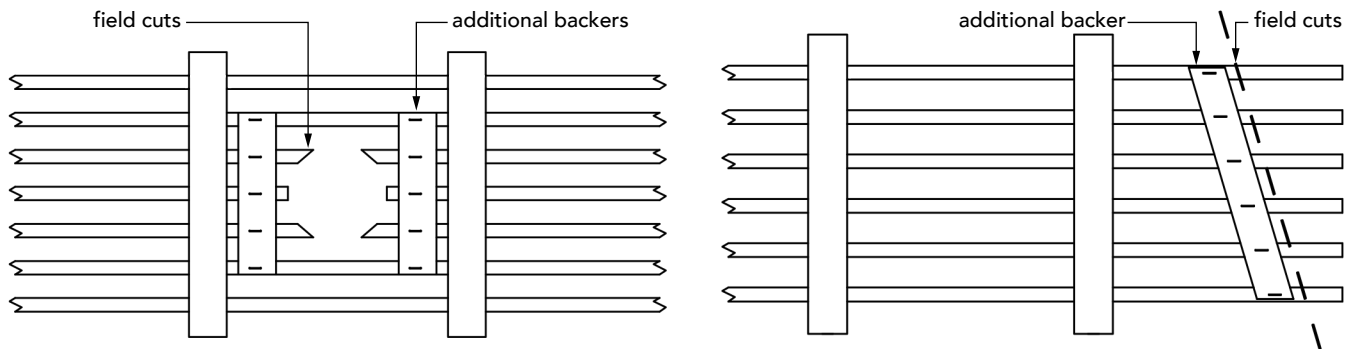 field cuts
additional backers
additional backer
field cuts